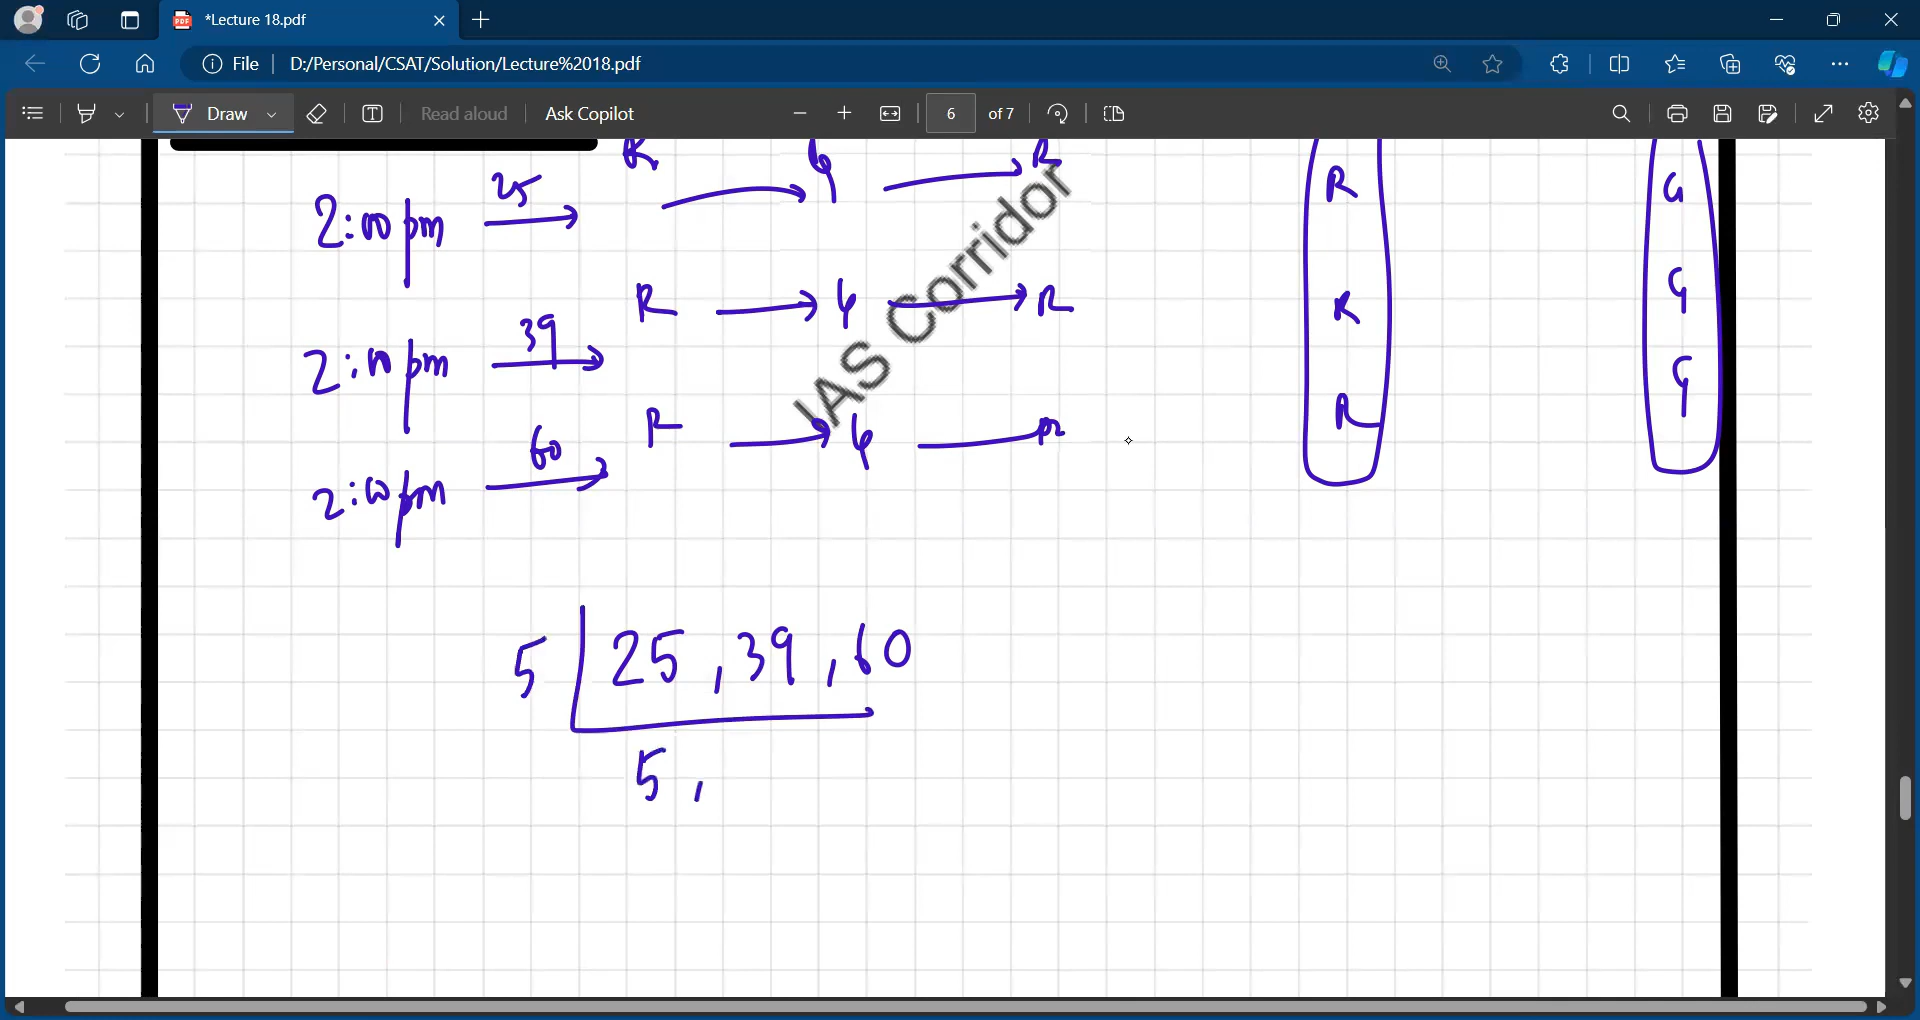 *Lecture 18.pdf
File D:/Personal/CSAT/Solution/Lecture%2018.pdf
Draw Read aloud Ask Copilot 6 of 7
R G R
2:00 pm 25
R G
R G R
2:00 pm 39
R G
R G R
2:00 pm 60
R G
IAS Corridor
5 25, 39, 60
5,